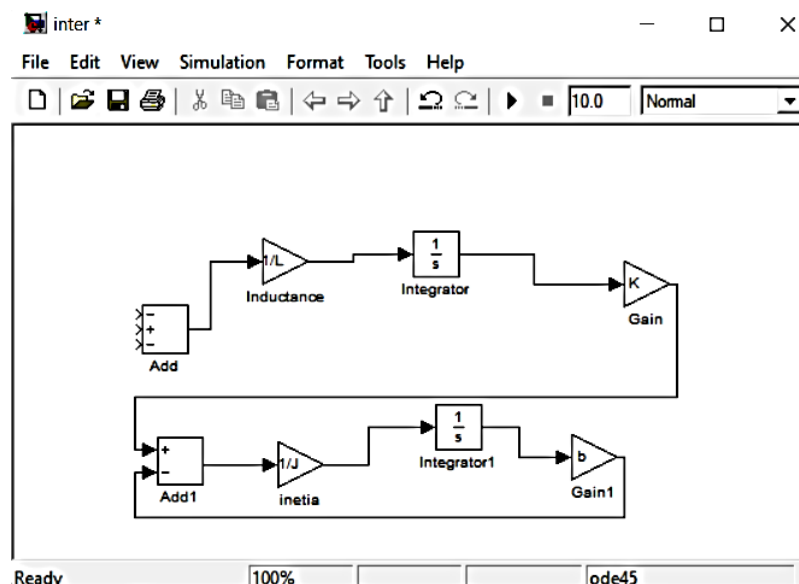 inter *
File Edit View Simulation Format Tools Help
10.0 Normal
1/L
Inductance
1
s
Integrator
K
Gain
−
+
−
Add
+
−
Add1
1/J
inetia
1
s
Integrator1
b
Gain1
Ready 100% ode45